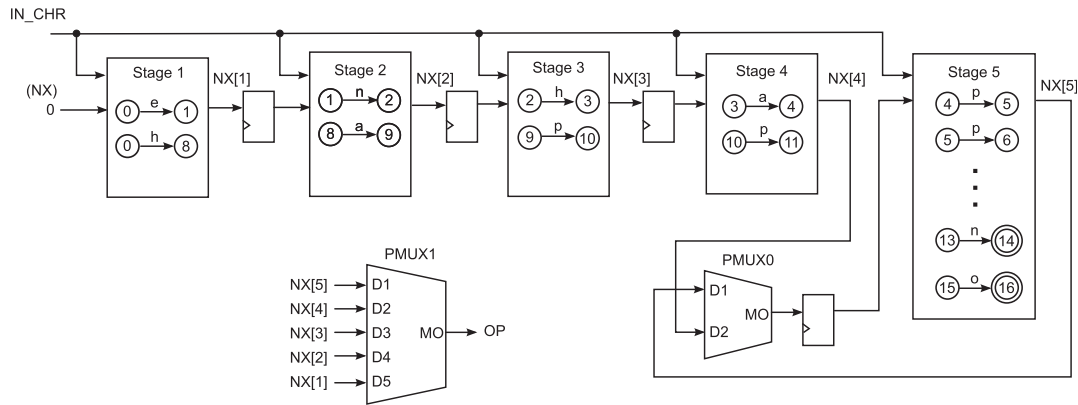 IN_CHR
(NX)
0
Stage 1
0 e 1
0 h 8
NX[1]
Stage 2
1 n 2
8 a 9
NX[2]
Stage 3
2 h 3
9 p 10
NX[3]
Stage 4
3 a 4
10 p 11
NX[4]
Stage 5
4 p 5
5 p 6
13 n 14
15 o 16
NX[5]
PMUX1
NX[5] D1
NX[4] D2
NX[3] D3
NX[2] D4
NX[1] D5
MO OP
PMUX0
D1
D2
MO